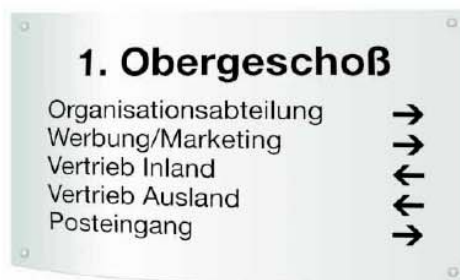 1. Obergeschoß
Organisationsabteilung →
Werbung/Marketing →
Vertrieb Inland ←
Vertrieb Ausland ←
Posteingang →